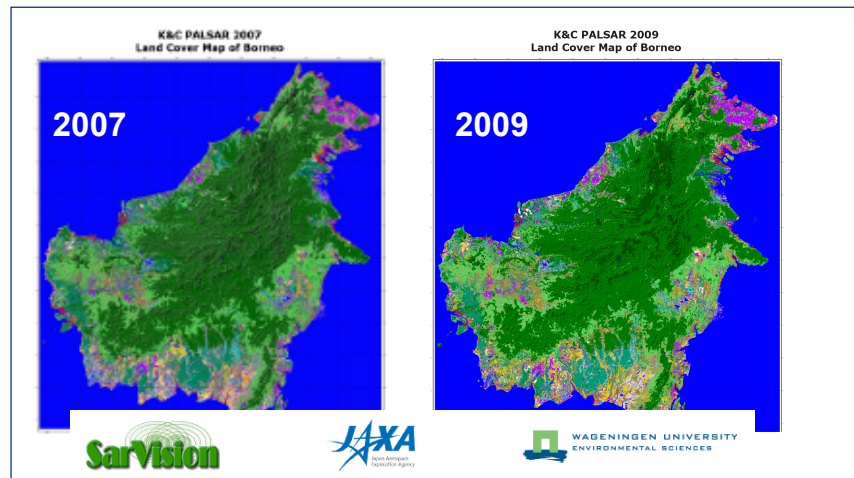 K&C PALSAR 2007
Land Cover Map of Borneo
2007
K&C PALSAR 2009
Land Cover Map of Borneo
2009
SarVision
JAXA
Japan Aerospace
Exploration Agency
WAGENINGEN UNIVERSITY
ENVIRONMENTAL SCIENCES